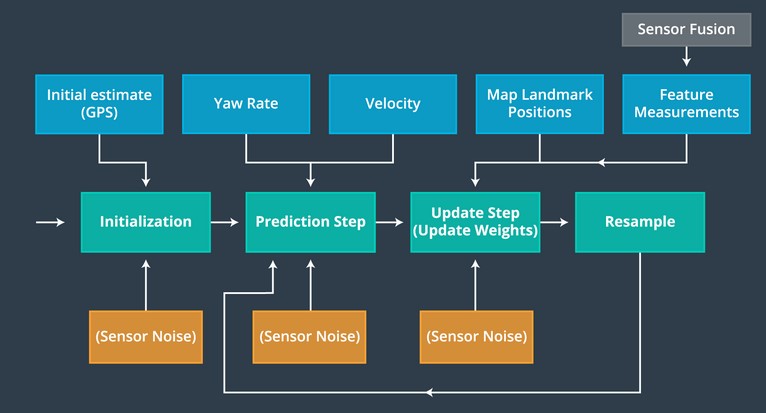 Sensor Fusion
Initial estimate
(GPS)
Yaw Rate
Velocity
Map Landmark
Positions
Feature
Measurements
Initialization
Prediction Step
Update Step
(Update Weights)
Resample
(Sensor Noise)
(Sensor Noise)
(Sensor Noise)